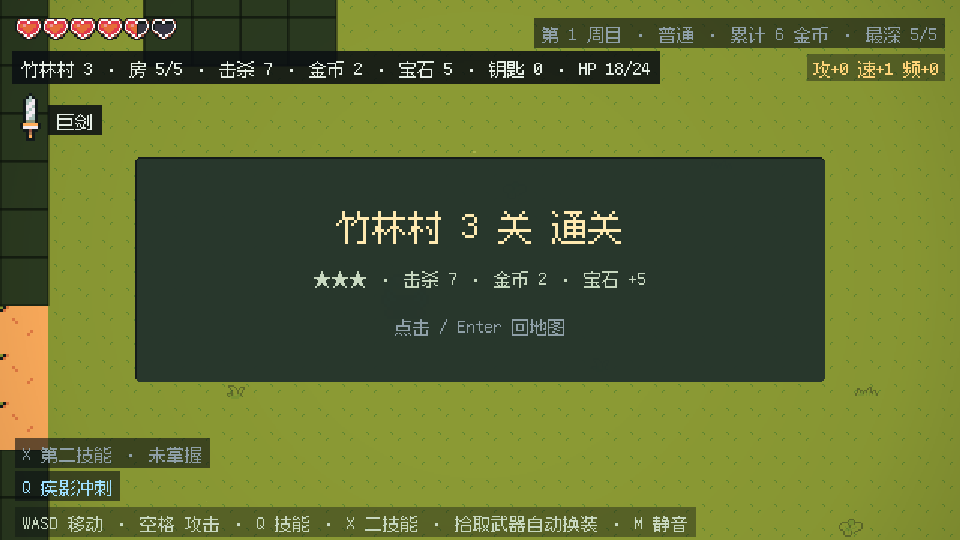 第 1 周目 · 普通 · 累计 6 金币 · 最深 5/5
竹林村 3 · 房 5/5 · 击杀 7 · 金币 2 · 宝石 5 · 钥匙 0 · HP 18/24
攻+0 速+1 频+0
巨剑
竹林村 3 关 通关
★★★ · 击杀 7 · 金币 2 · 宝石 +5
点击 / Enter 回地图
X 第二技能 · 未掌握
Q 疾影冲刺
WASD 移动 · 空格 攻击 · Q 技能 · X 二技能 · 拾取武器自动换装 · M 静音